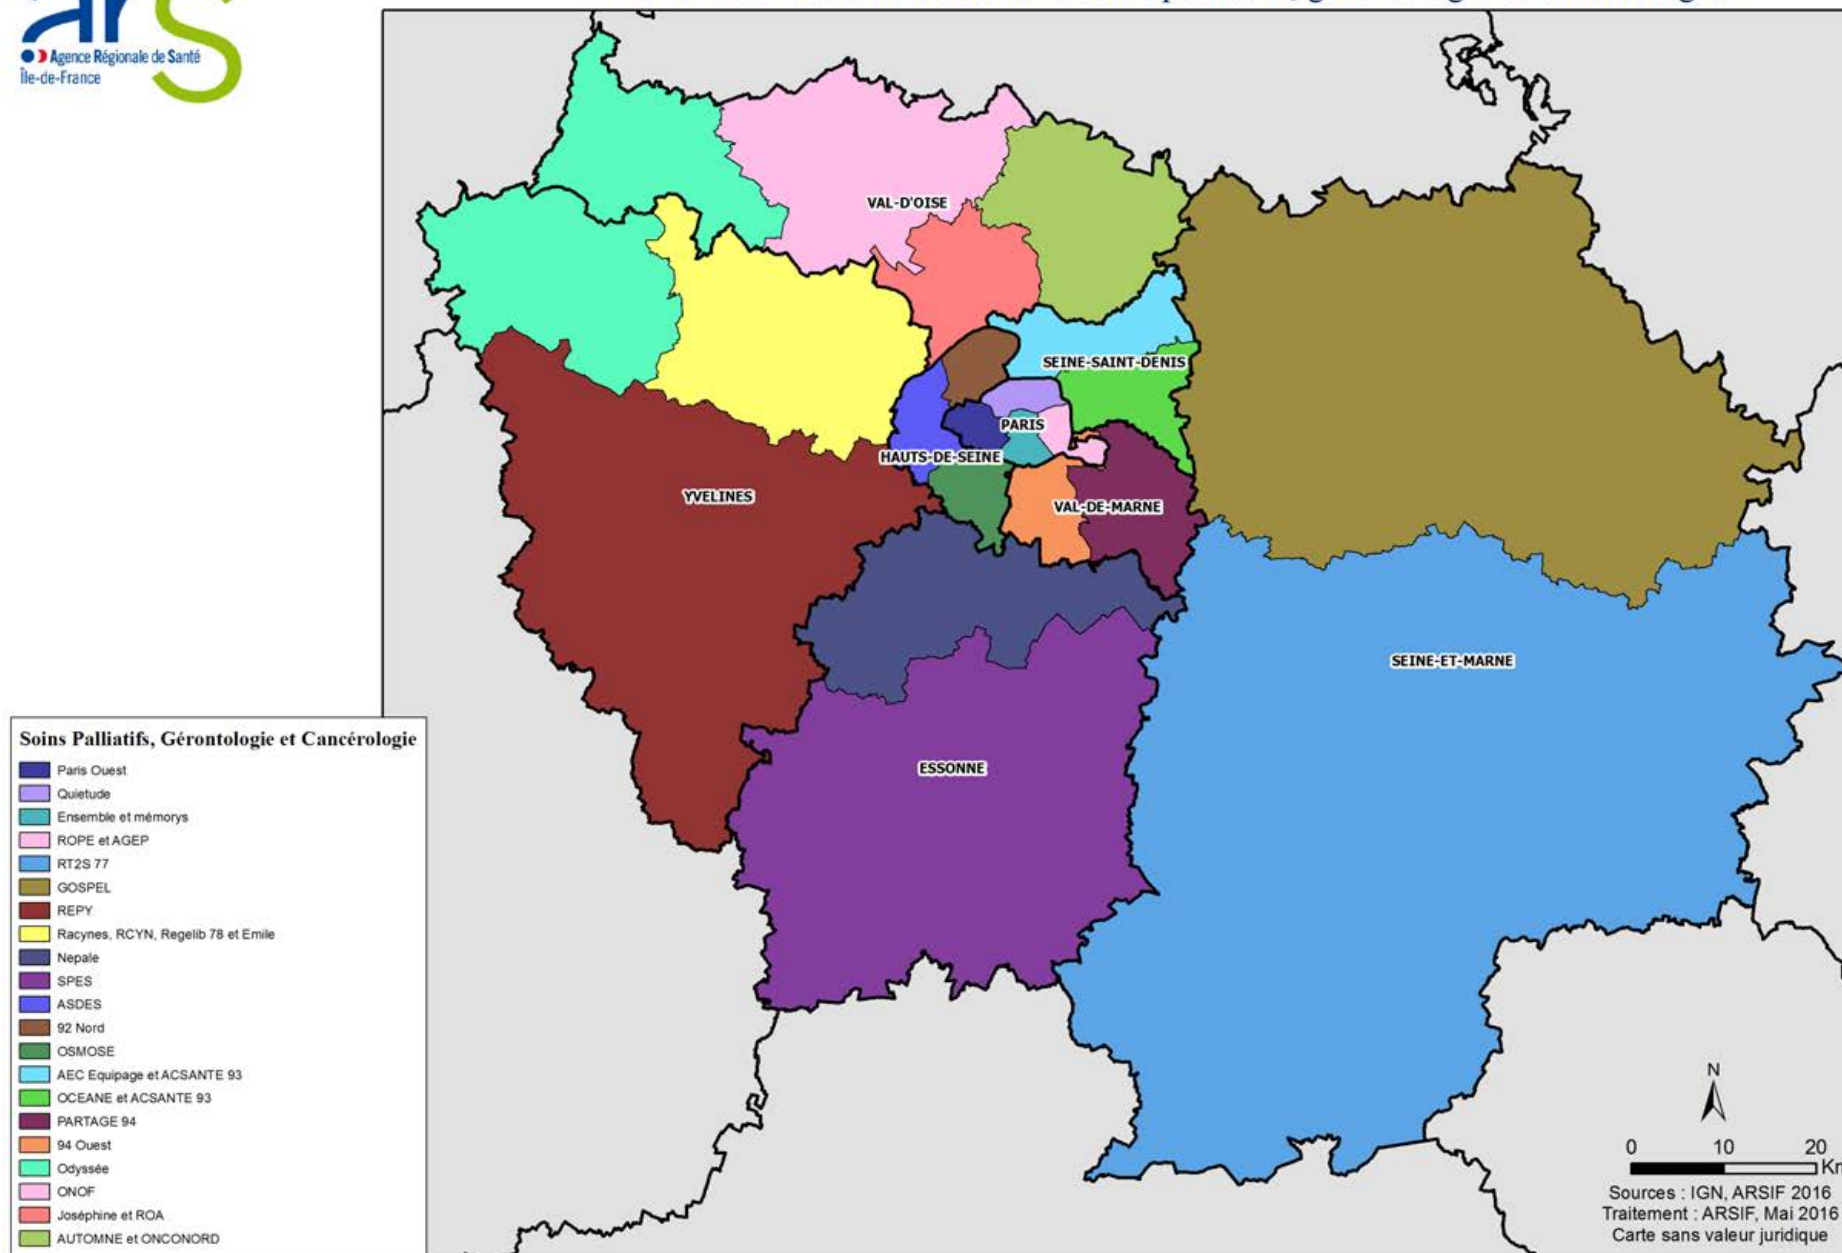 ars
Agence Régionale de Santé
Île-de-France
VAL-D'OISE
SEINE-SAINT-DENIS
PARIS
HAUTS-DE-SEINE
YVELINES
VAL-DE-MARNE
SEINE-ET-MARNE
ESSONNE
Soins Palliatifs, Gérontologie et Cancérologie
Paris Ouest
Quietude
Ensemble et mémorys
ROPE et AGEP
RT2S 77
GOSPEL
REPY
Racynes, RCYN, Regelib 78 et Emile
Nepale
SPES
ASDES
92 Nord
OSMOSE
AEC Equipage et ACSANTE 93
OCEANE et ACSANTE 93
PARTAGE 94
94 Ouest
Odyssée
ONOF
Joséphine et ROA
AUTOMNE et ONCONORD
N
0 10 20
Km
Sources : IGN, ARSIF 2016
Traitement : ARSIF, Mai 2016
Carte sans valeur juridique